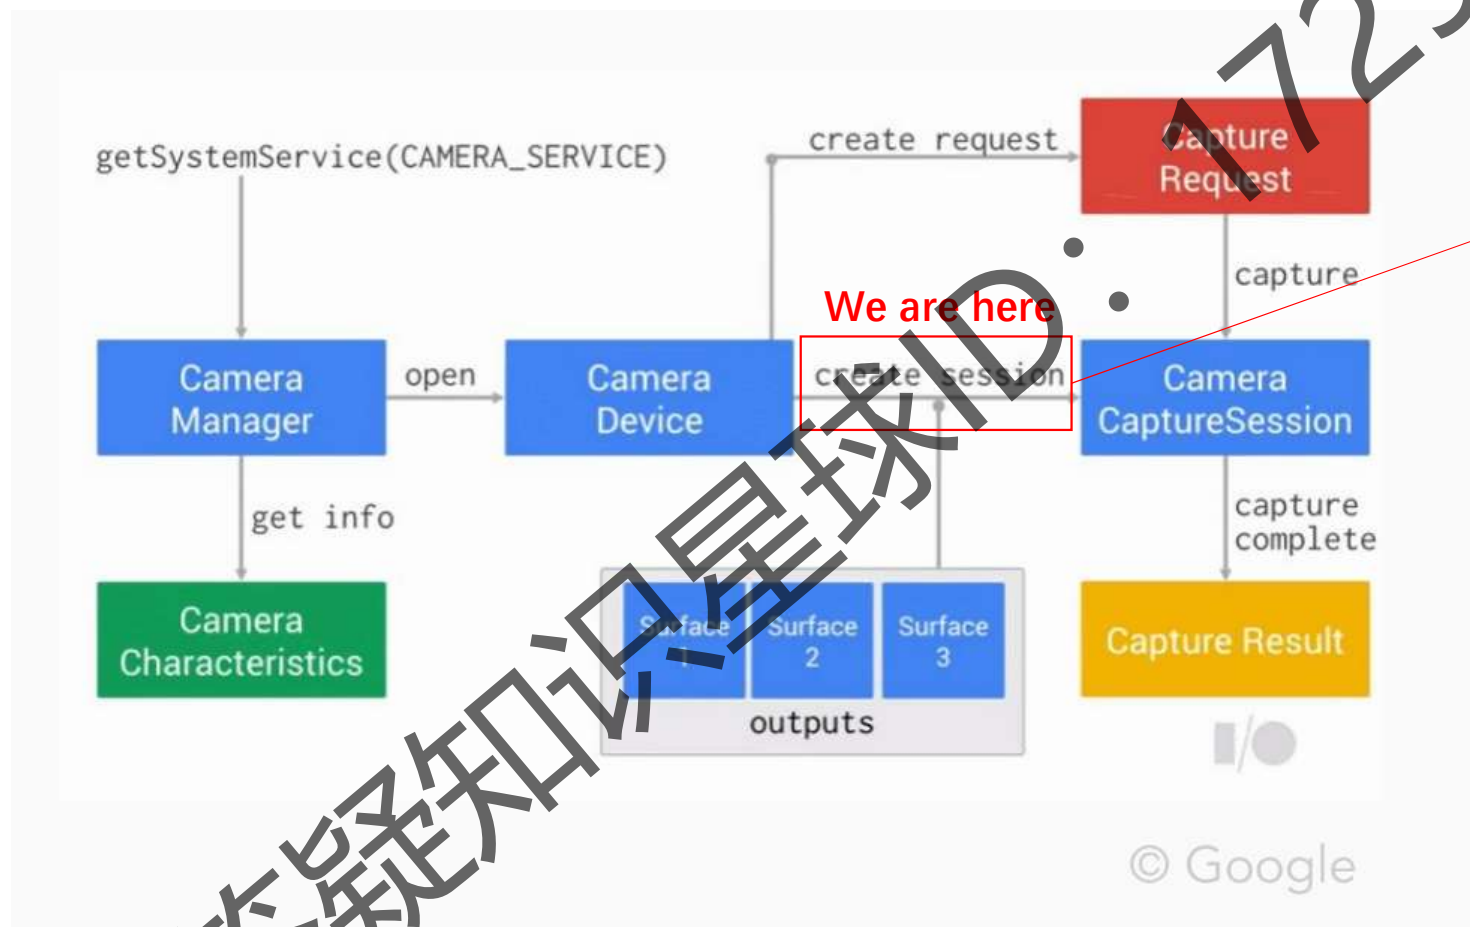 getSystemService(CAMERA_SERVICE)
create request
Capture
Request
capture
We are here
Camera
Manager
open
Camera
Device
create session
Camera
CaptureSession
get info
capture
complete
Camera
Characteristics
Surface
1
Surface
2
Surface
3
outputs
Capture Result
I/O
© Google
答疑知识星球ID：172